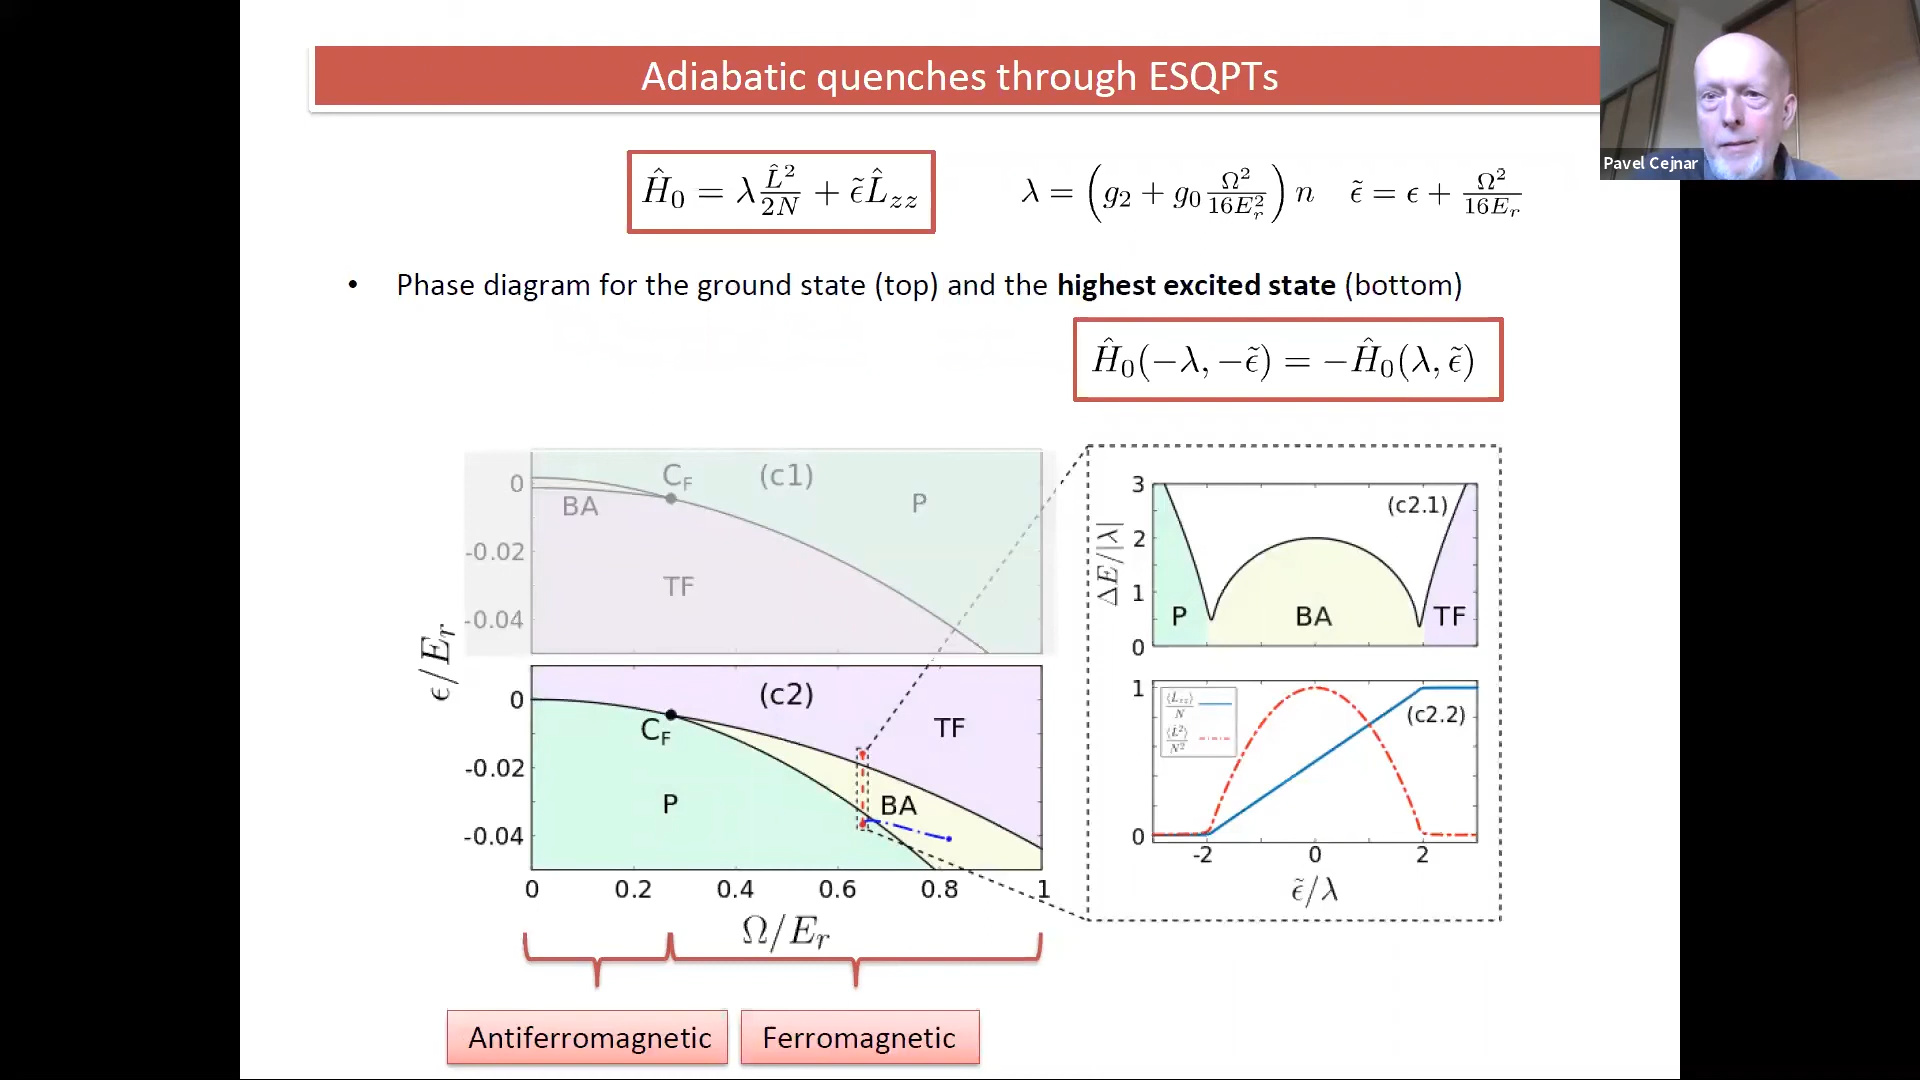 Adiabatic quenches through ESQPTs
Pavel Cejnar
Ĥ₀ = λ L̂²/2N + ϵ̃L̂_zz
λ = (g₂ + g₀ Ω²/16E_r²) n   ϵ̃ = ϵ + Ω²/16E_r
• Phase diagram for the ground state (top) and the highest excited state (bottom)
Ĥ₀(−λ, −ϵ̃) = −Ĥ₀(λ, ϵ̃)
ϵ/E_r
0
-0.02
-0.04
C_F
(c1)
BA
P
TF
0
-0.02
-0.04
(c2)
C_F
TF
P
BA
0 0.2 0.4 0.6 0.8 1
Ω/E_r
ΔE/|λ|
3
2
1
0
(c2.1)
P BA TF
1
0
⟨L̂_zz⟩/N
⟨L̂²⟩/N²
(c2.2)
-2 0 2
ϵ̃/λ
Antiferromagnetic
Ferromagnetic